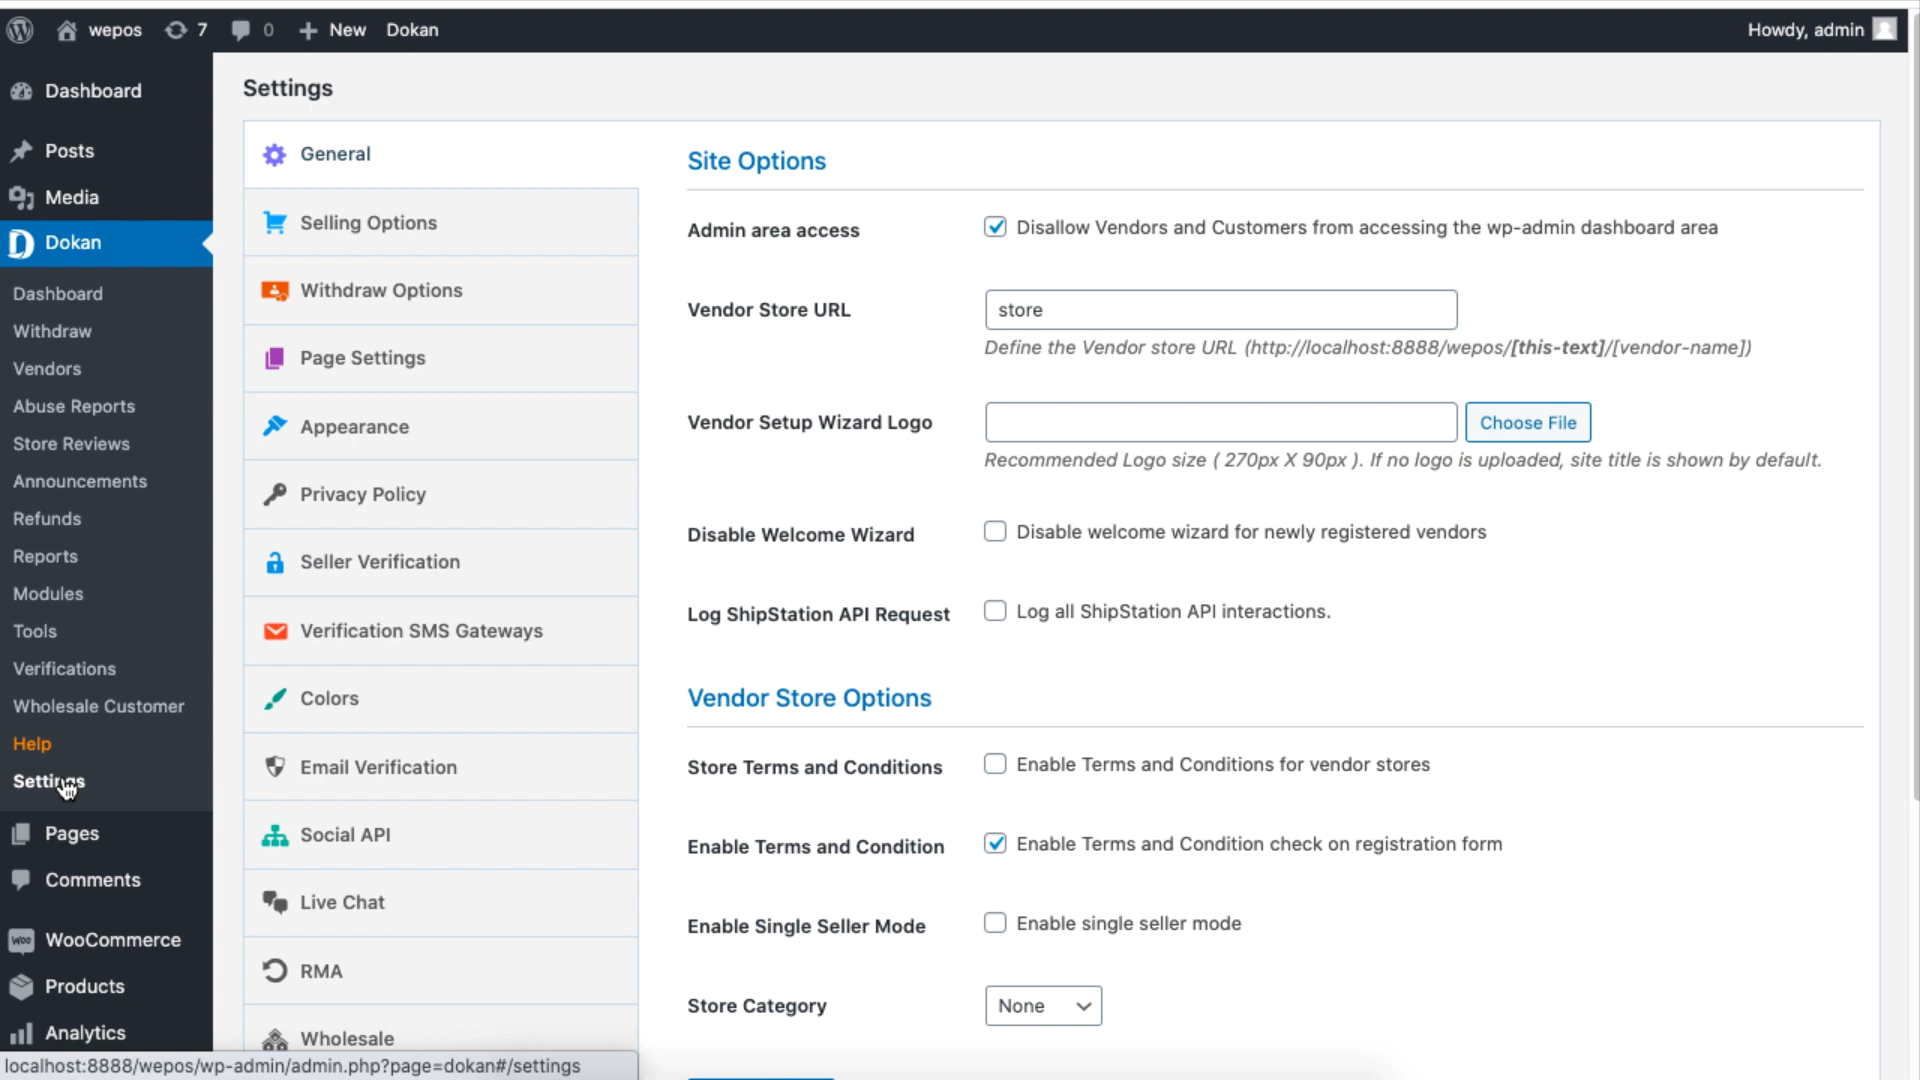 wepos 7 0 New Dokan Howdy, admin
Dashboard
Posts
Media
Dokan
Dashboard
Withdraw
Vendors
Abuse Reports
Store Reviews
Announcements
Refunds
Reports
Modules
Tools
Verifications
Wholesale Customer
Help
Settings
Pages
Comments
Woo WooCommerce
Products
Analytics
Settings
General
Selling Options
Withdraw Options
Page Settings
Appearance
Privacy Policy
Seller Verification
Verification SMS Gateways
Colors
Email Verification
Social API
Live Chat
RMA
Wholesale
Site Options
Admin area access Disallow Vendors and Customers from accessing the wp-admin dashboard area
Vendor Store URL store
Define the Vendor store URL (http://localhost:8888/wepos/[this-text]/[vendor-name])
Vendor Setup Wizard Logo Choose File
Recommended Logo size ( 270px X 90px ). If no logo is uploaded, site title is shown by default.
Disable Welcome Wizard Disable welcome wizard for newly registered vendors
Log ShipStation API Request Log all ShipStation API interactions.
Vendor Store Options
Store Terms and Conditions Enable Terms and Conditions for vendor stores
Enable Terms and Condition Enable Terms and Condition check on registration form
Enable Single Seller Mode Enable single seller mode
Store Category None
localhost:8888/wepos/wp-admin/admin.php?page=dokan#/settings